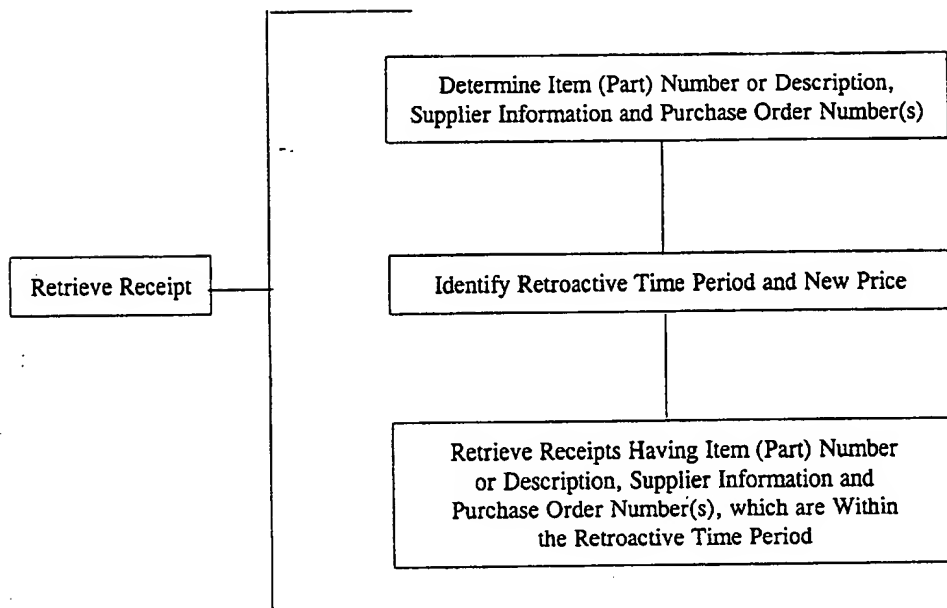 Determine Item (Part) Number or Description,
Supplier Information and Purchase Order Number(s)
Retrieve Receipt
Identify Retroactive Time Period and New Price
Retrieve Receipts Having Item (Part) Number
or Description, Supplier Information and
Purchase Order Number(s), which are Within
the Retroactive Time Period